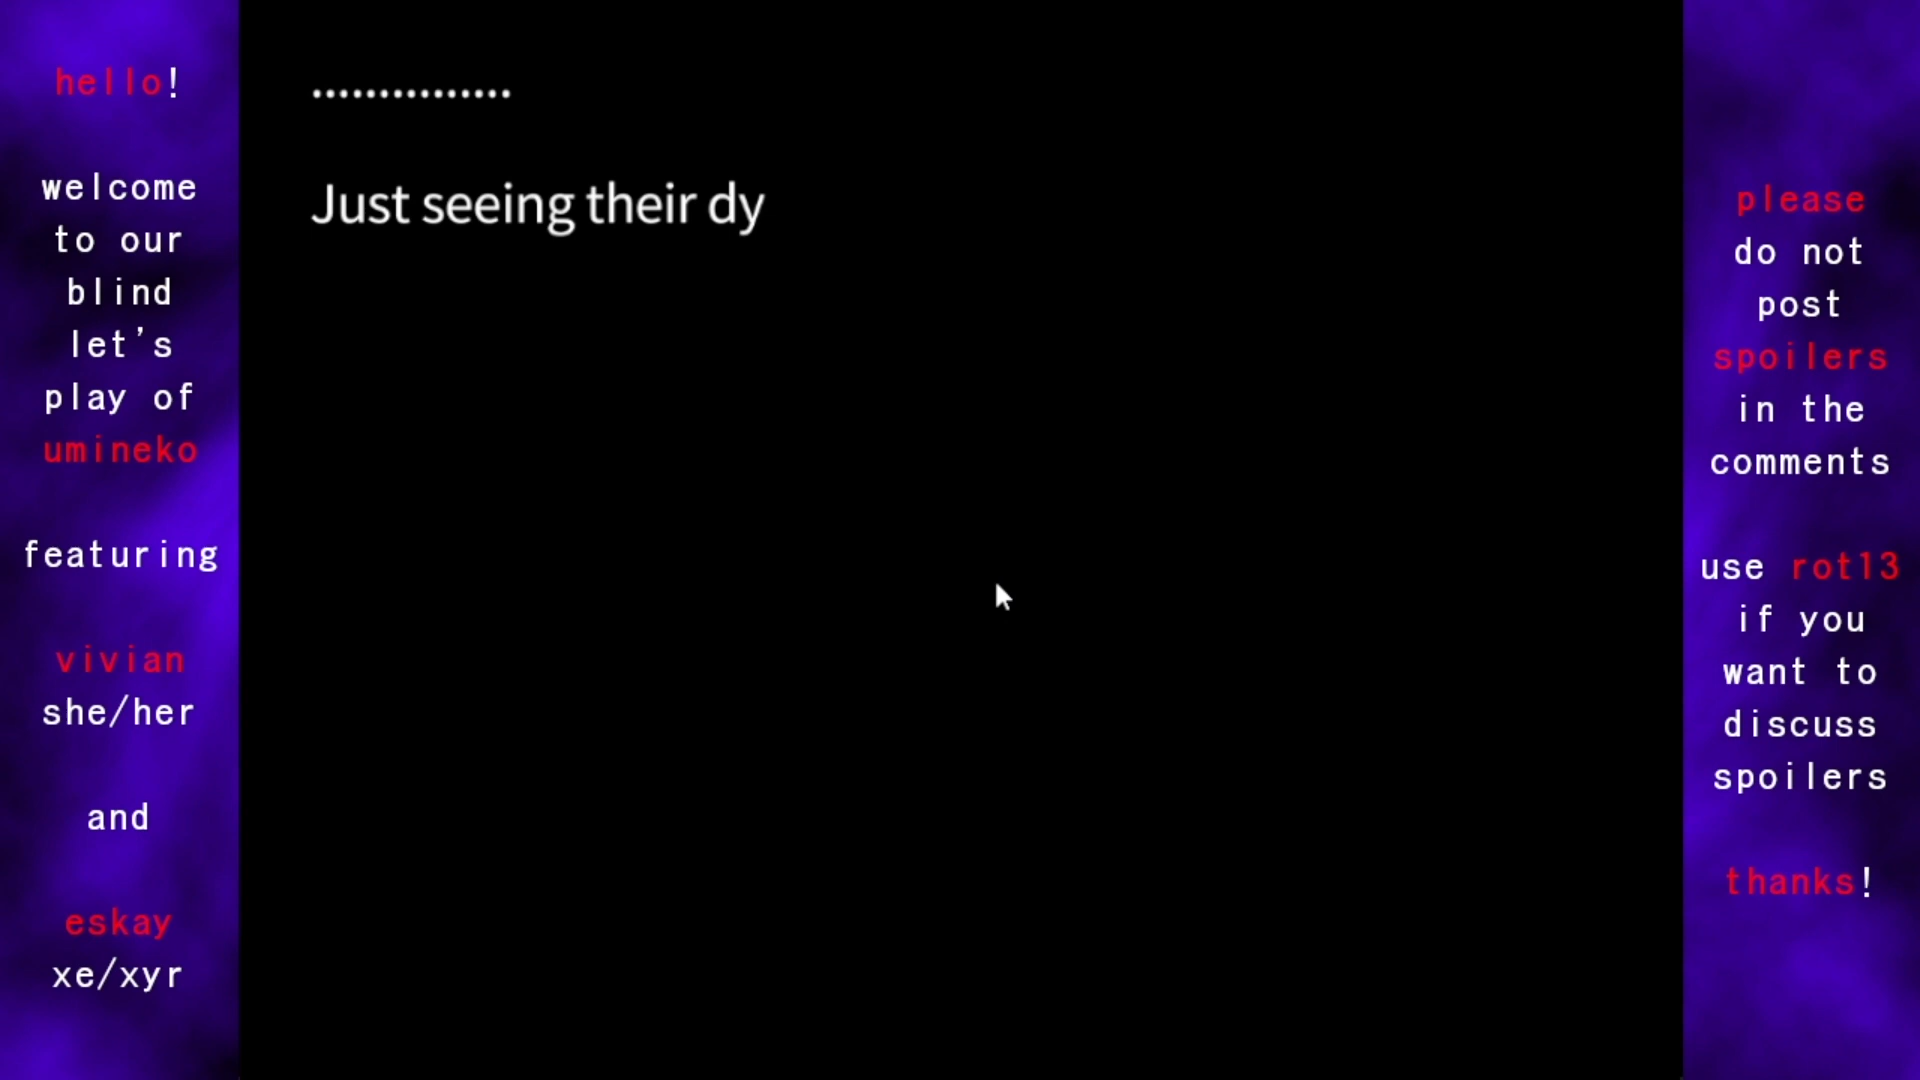 hello!
welcome
to our
blind
let's
play of
umineko
featuring
vivian
she/her
and
eskay
xe/xyr
...............
Just seeing their dy
please
do not
post
spoilers
in the
comments
use rot13
if you
want to
discuss
spoilers
thanks!